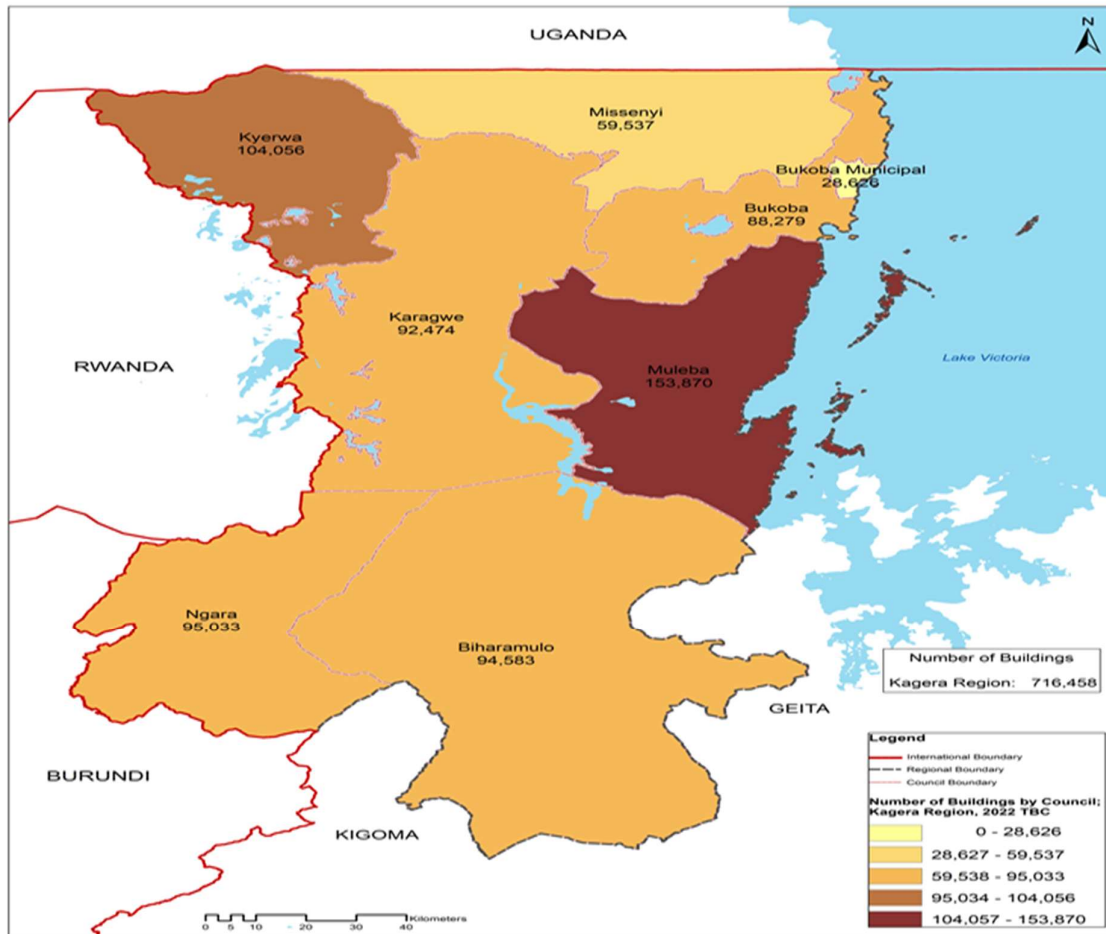 N
UGANDA
Missenyi
59,537
Kyerwa
104,056
Bukoba Municipal
28,626
Bukoba
88,279
Karagwe
92,474
Lake Victoria
RWANDA
Muleba
153,870
Ngara
95,033
Biharamulo
94,583
Number of Buildings
Kagera Region: 716,458
GEITA
BURUNDI
KIGOMA
Legend
International Boundary
Regional Boundary
Council Boundary
Number of Buildings by Council;
Kagera Region, 2022 TBC
0 - 28,626
28,627 - 59,537
59,538 - 95,033
95,034 - 104,056
104,057 - 153,870
Kilometers
0 5 10 20 30 40